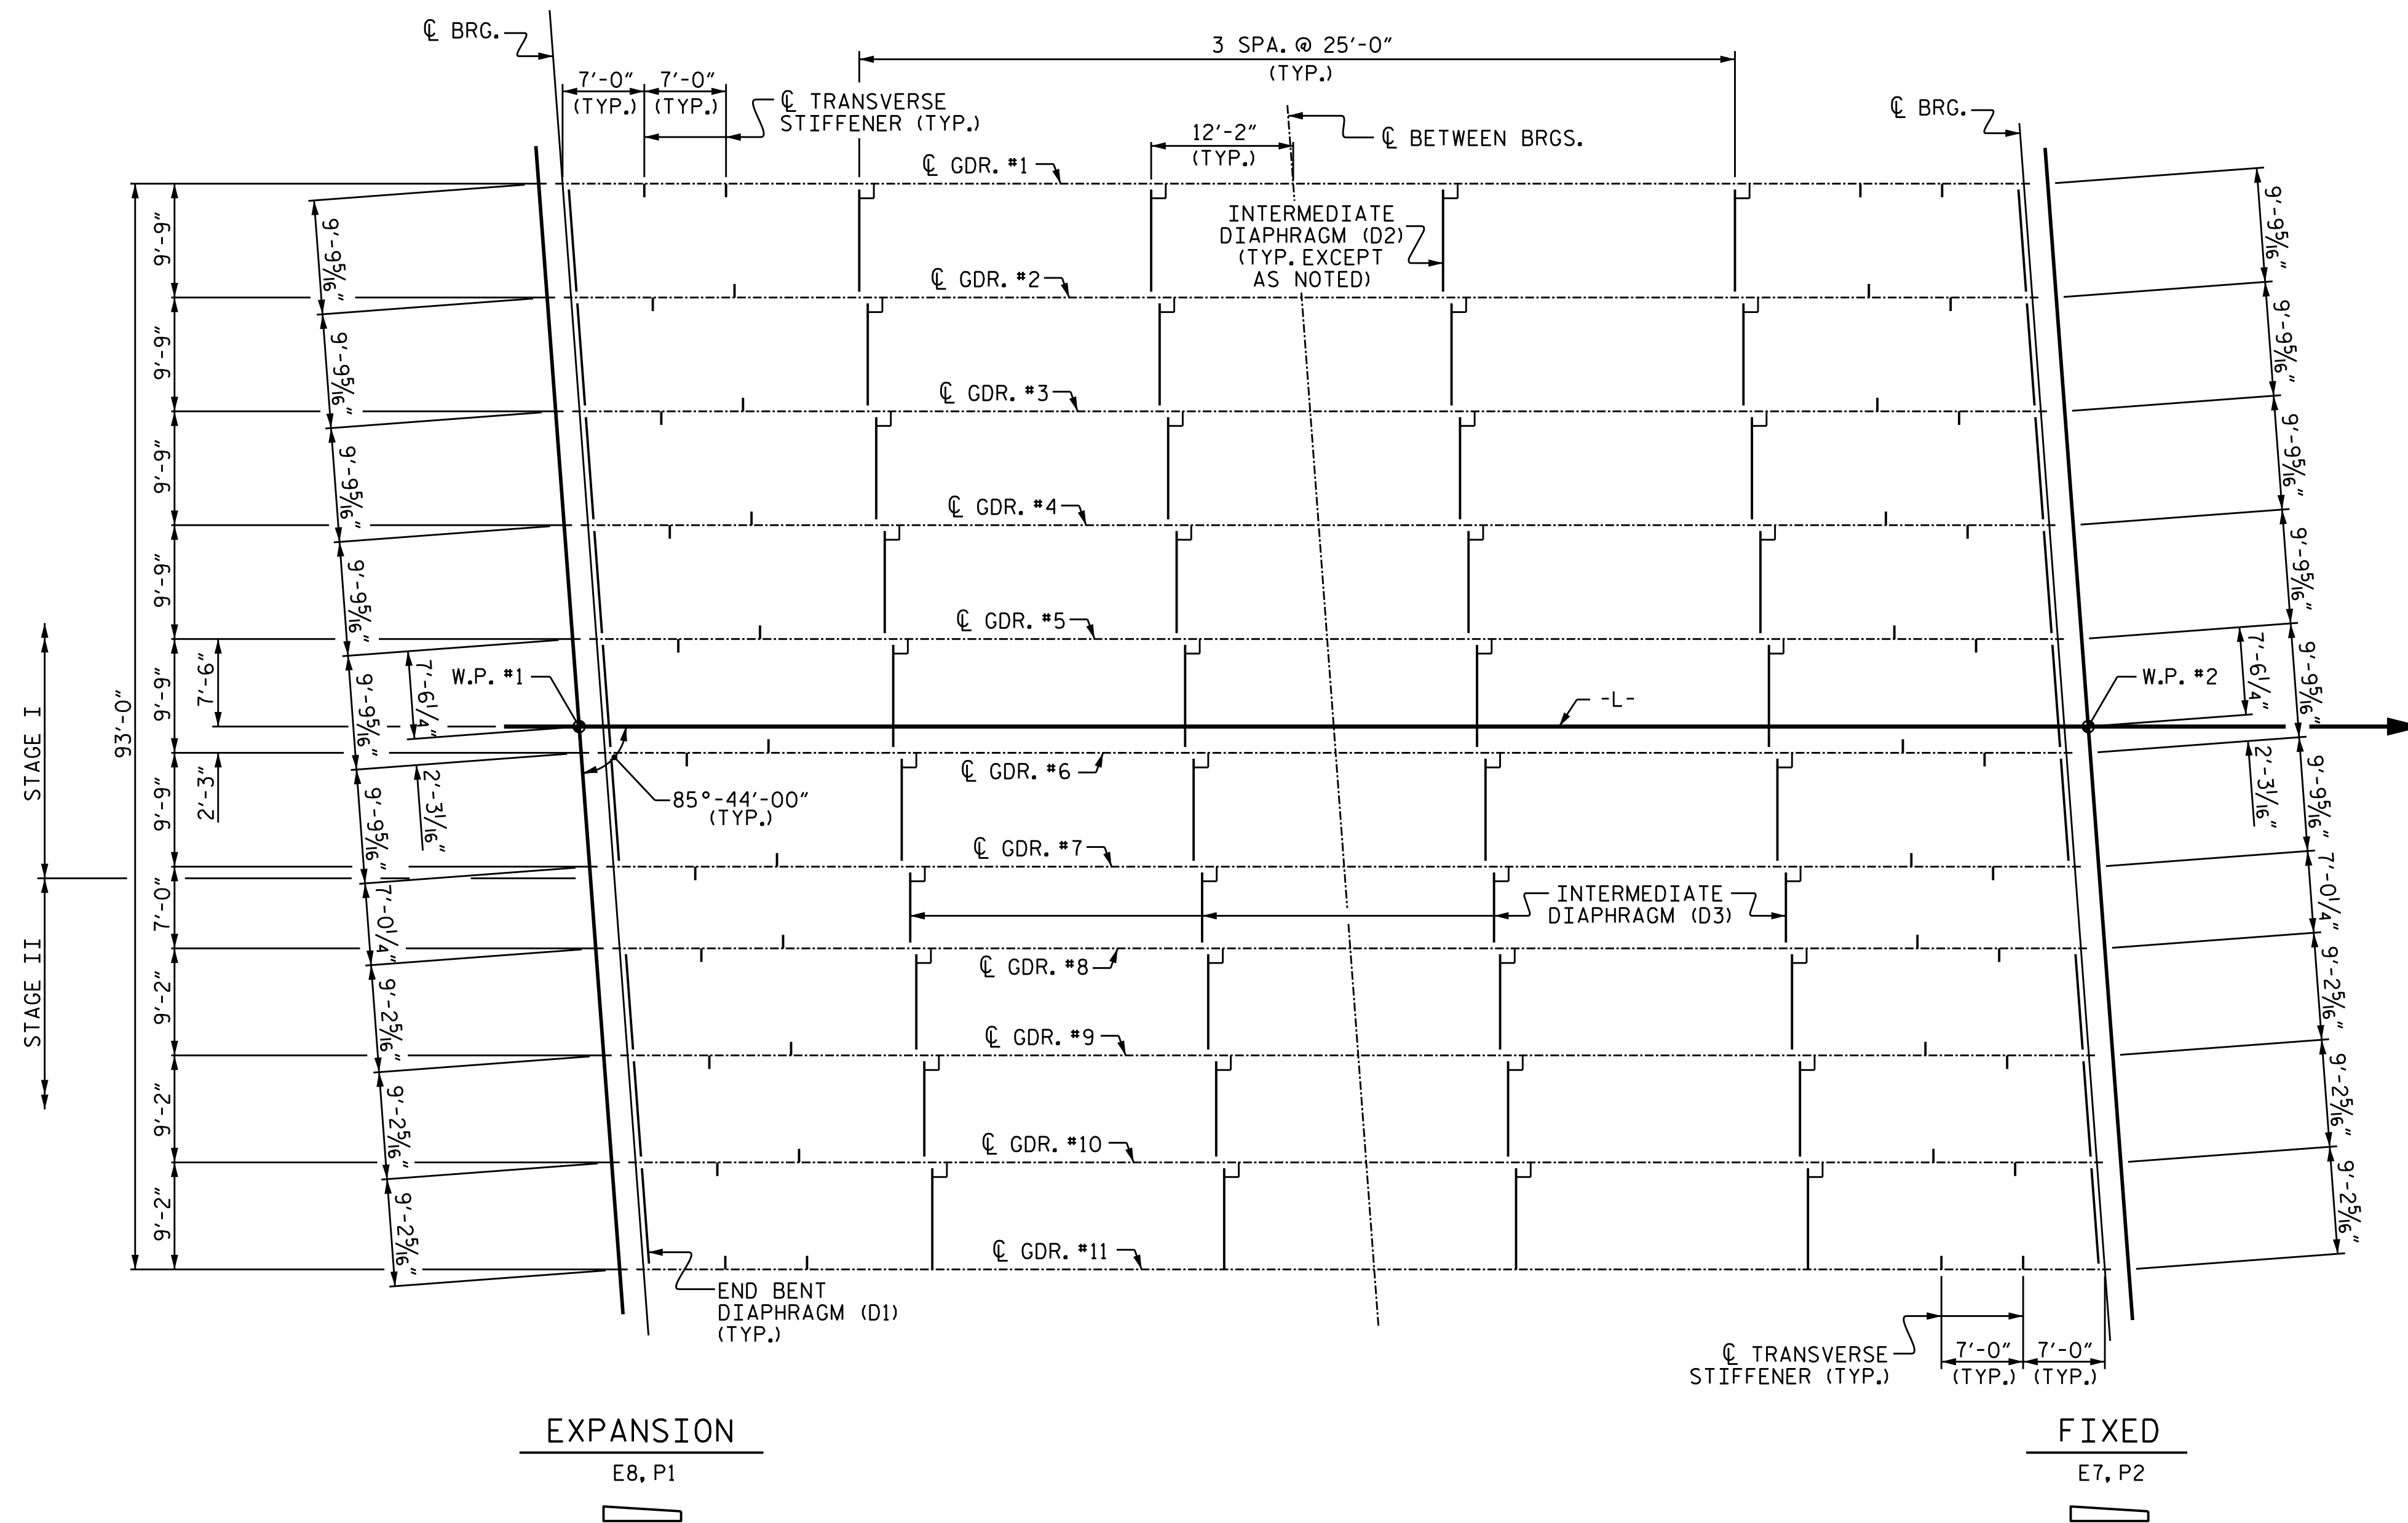 ℄ BRG.
3 SPA. @ 25'-0"
(TYP.)
7'-0"
(TYP.)
7'-0"
(TYP.)
℄ TRANSVERSE
STIFFENER (TYP.)
12'-2"
(TYP.)
℄ BETWEEN BRGS.
℄ BRG.
℄ GDR. #1
INTERMEDIATE
DIAPHRAGM (D2)
(TYP. EXCEPT
AS NOTED)
℄ GDR. #2
℄ GDR. #3
℄ GDR. #4
℄ GDR. #5
W.P. #1
-L-
W.P. #2
℄ GDR. #6
85°-44'-00"
(TYP.)
℄ GDR. #7
INTERMEDIATE
DIAPHRAGM (D3)
℄ GDR. #8
℄ GDR. #9
℄ GDR. #10
℄ GDR. #11
END BENT
DIAPHRAGM (D1)
(TYP.)
℄ TRANSVERSE
STIFFENER (TYP.)
7'-0"
(TYP.)
7'-0"
(TYP.)
STAGE I
STAGE II
93'-0"
9'-9"
9'-9"
9'-9"
9'-9"
9'-9"
9'-9"
7'-0"
9'-2"
9'-2"
9'-2"
7'-6"
2'-3"
9'-9 5/16"
9'-9 5/16"
9'-9 5/16"
9'-9 5/16"
9'-9 5/16"
9'-9 5/16"
7'-0 1/4"
9'-2 5/16"
9'-2 5/16"
9'-2 5/16"
7'-6 1/4"
2'-3 1/16"
9'-9 5/16"
9'-9 5/16"
9'-9 5/16"
9'-9 5/16"
9'-9 5/16"
9'-9 5/16"
7'-0 1/4"
9'-2 5/16"
9'-2 5/16"
9'-2 5/16"
7'-6 1/4"
2'-3 1/16"
EXPANSION
E8, P1
FIXED
E7, P2